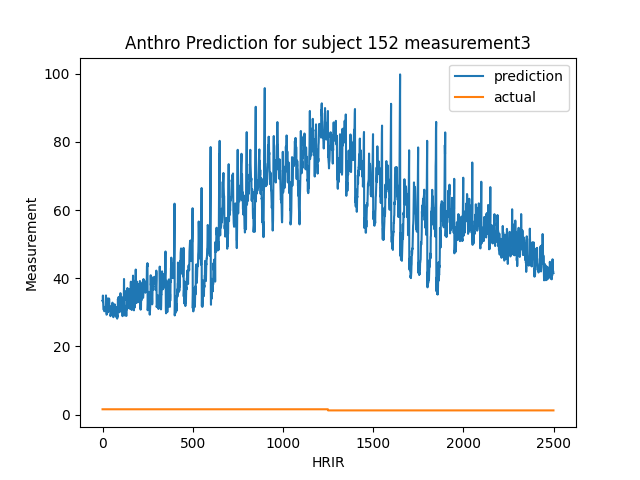 Anthro Prediction for subject 152 measurement3
prediction
actual
100
80
60
40
20
0
Measurement
0 500 1000 1500 2000 2500
HRIR